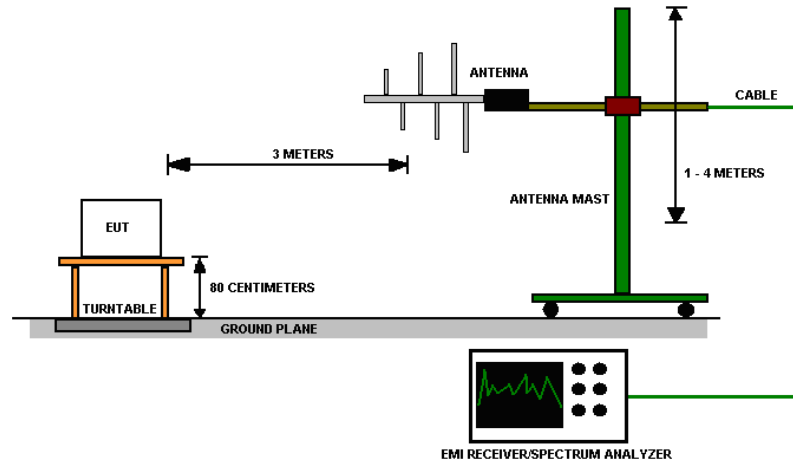 ANTENNA
CABLE
3 METERS
1 - 4 METERS
ANTENNA MAST
EUT
80 CENTIMETERS
TURNTABLE
GROUND PLANE
EMI RECEIVER/SPECTRUM ANALYZER